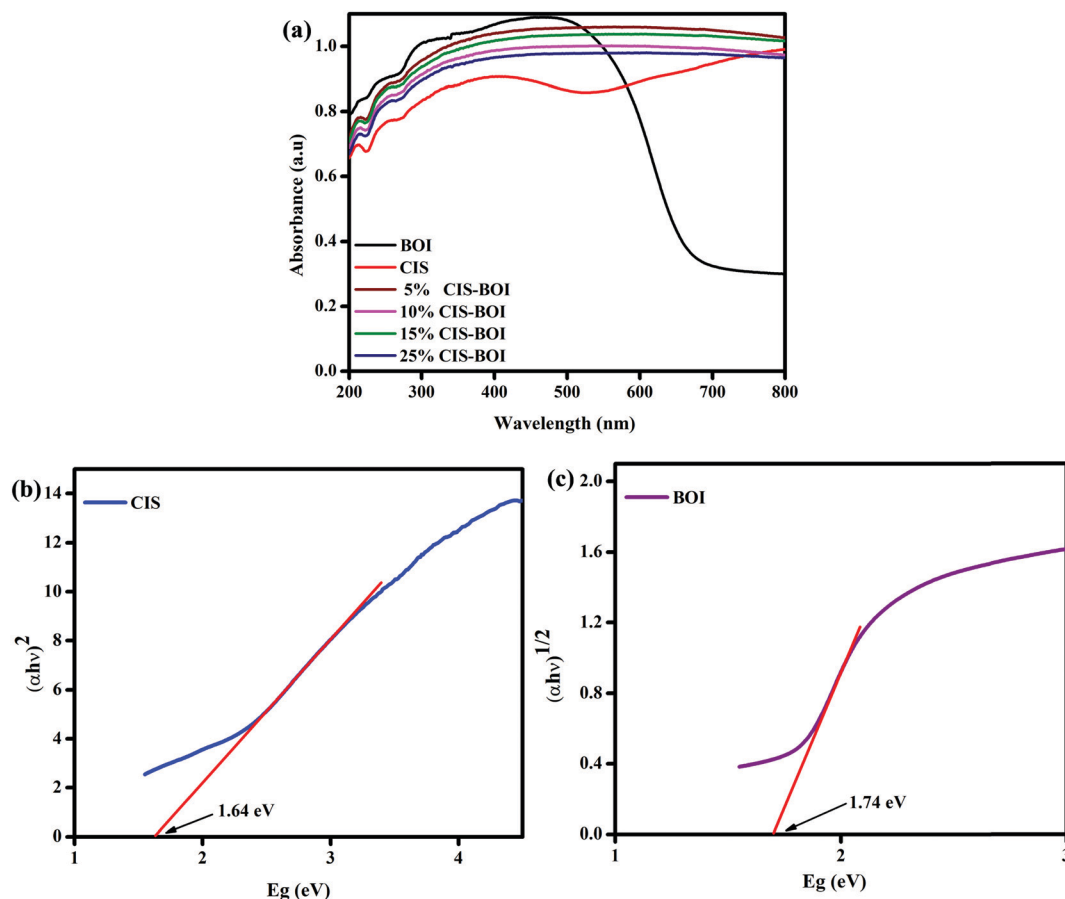 (a)
1.0
0.8
0.6
0.4
0.2
0.0
Absorbance (a.u)
BOI
CIS
5% CIS-BOI
10% CIS-BOI
15% CIS-BOI
25% CIS-BOI
200 300 400 500 600 700 800
Wavelength (nm)
(b)
CIS
14
12
10
8
6
4
2
0
(αhν)²
1.64 eV
1 2 3 4
Eg (eV)
(c)
BOI
2.0
1.6
1.2
0.8
0.4
0.0
(αhν)^1/2
1.74 eV
1 2 3
Eg (eV)